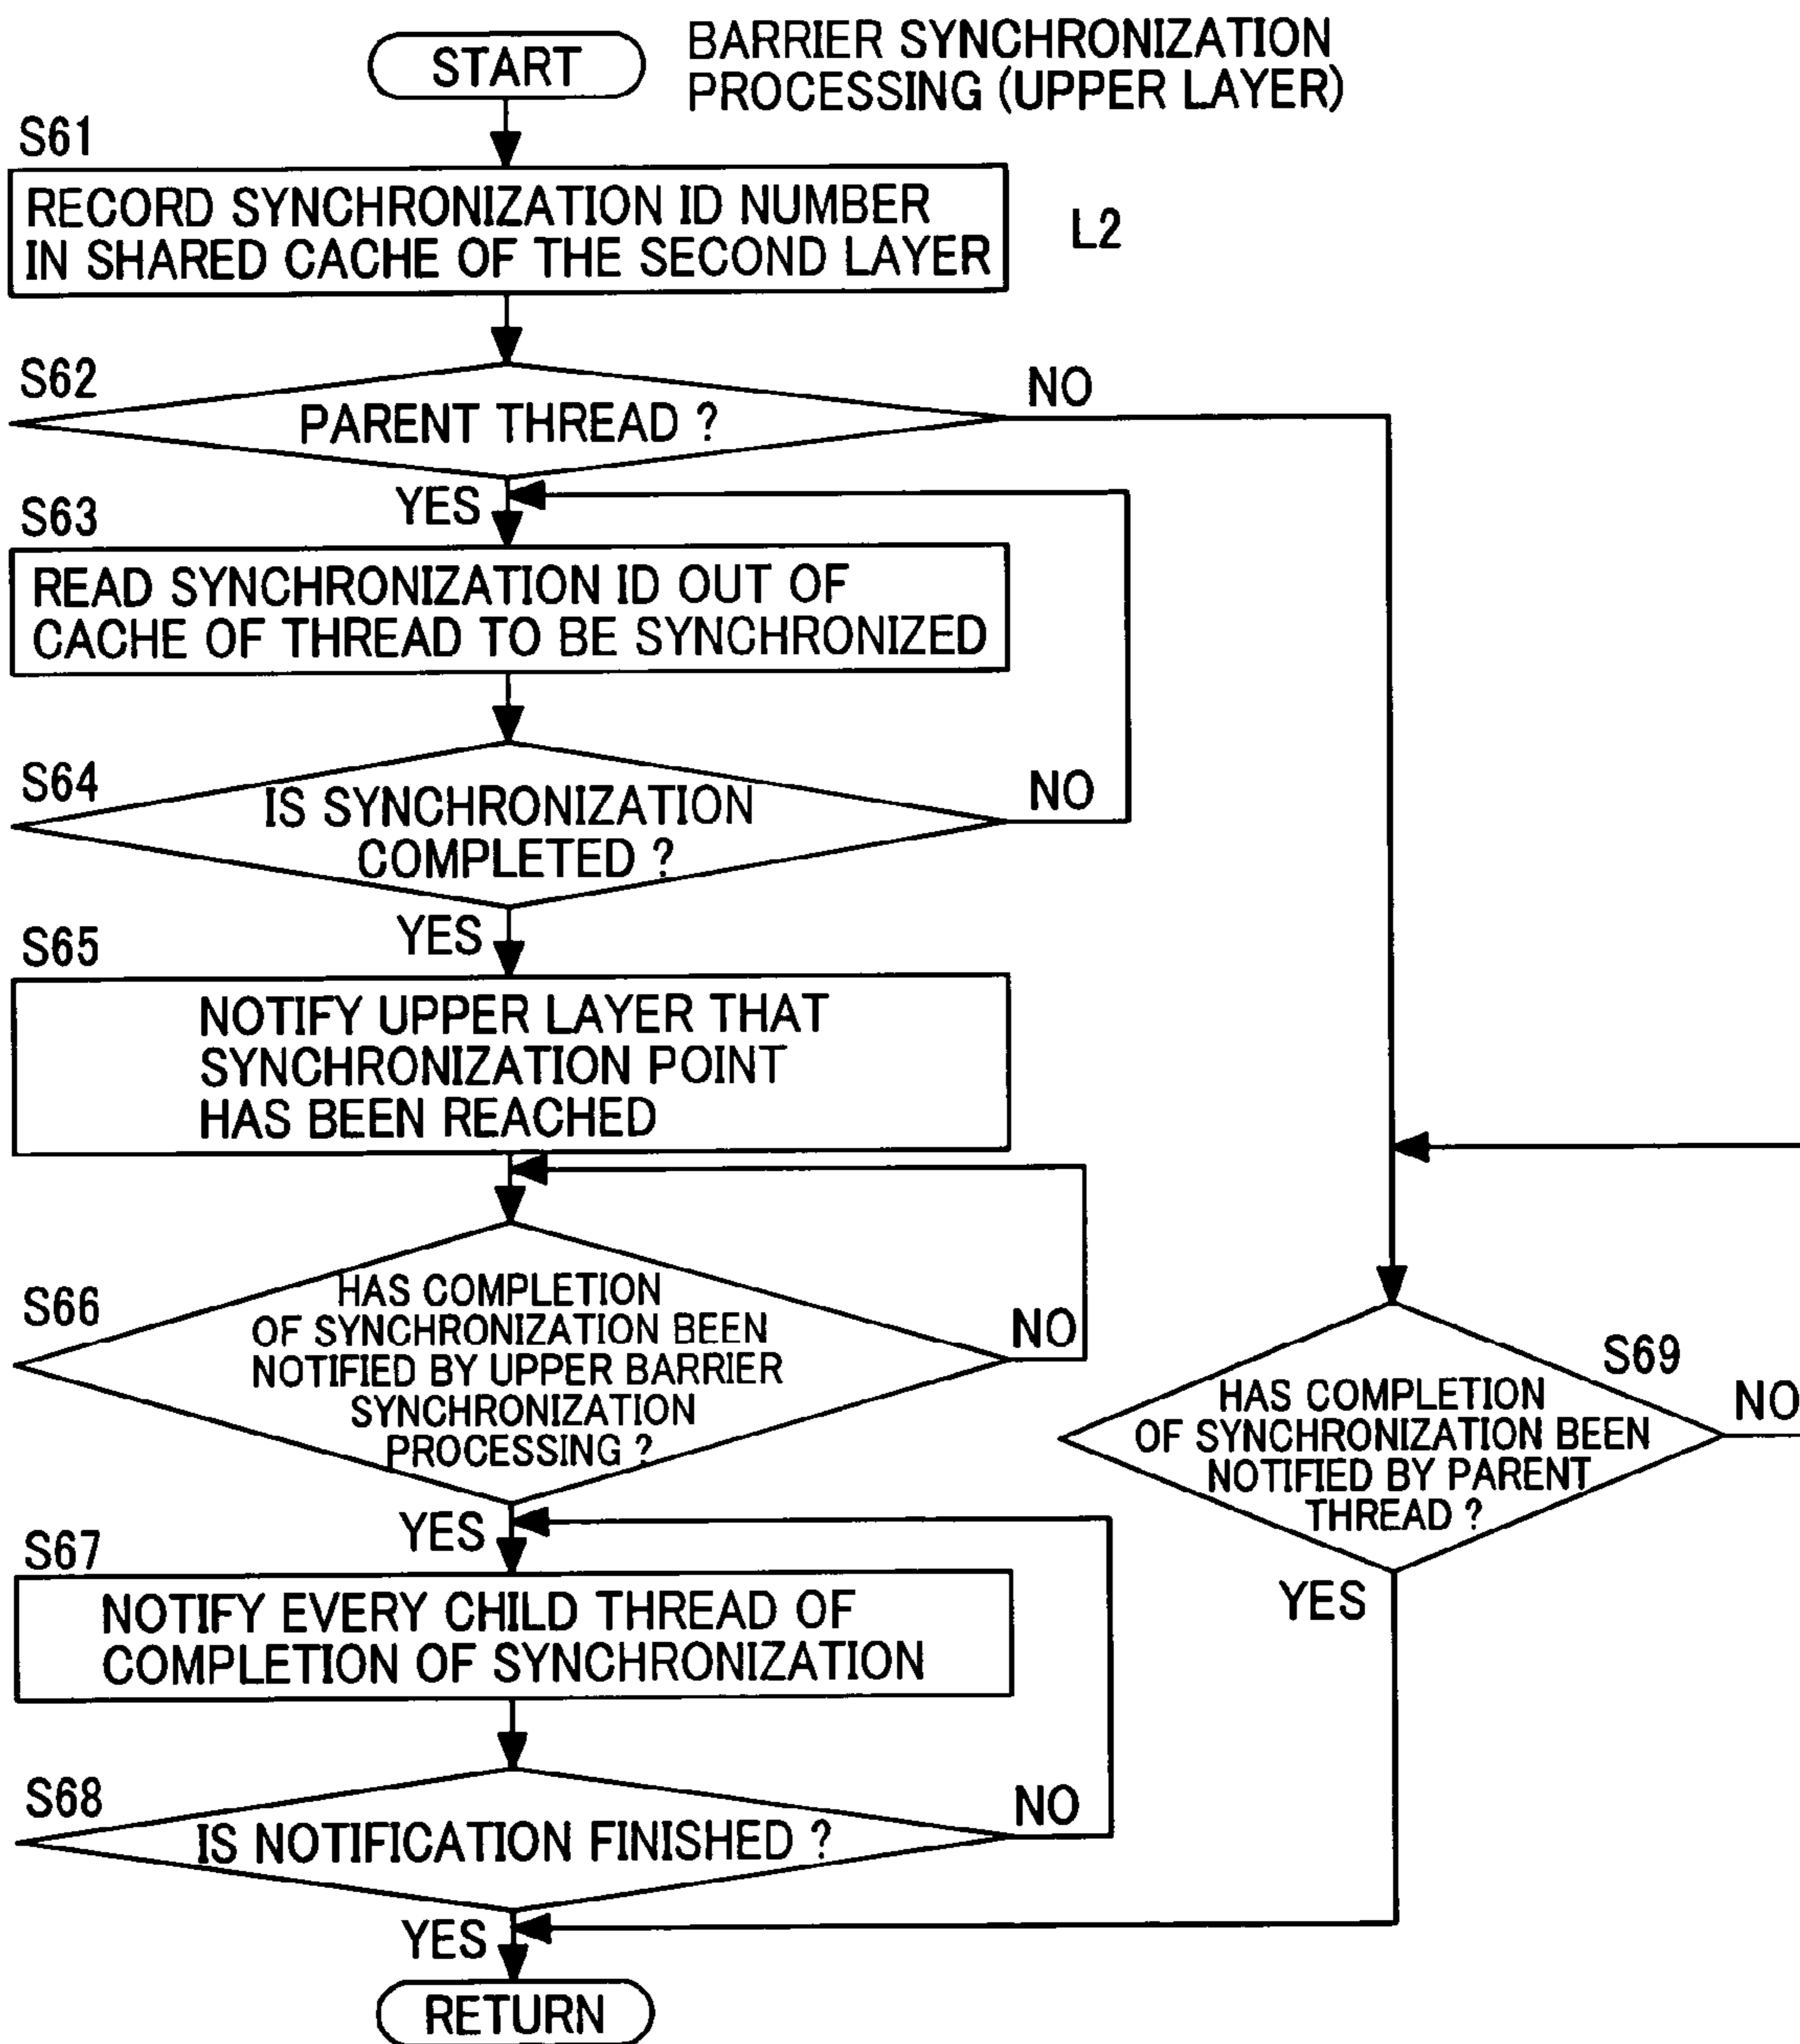 START
BARRIER SYNCHRONIZATION
PROCESSING (UPPER LAYER)
S61
RECORD SYNCHRONIZATION ID NUMBER
IN SHARED CACHE OF THE SECOND LAYER
L2
S62
PARENT THREAD ?
NO
YES
S63
READ SYNCHRONIZATION ID OUT OF
CACHE OF THREAD TO BE SYNCHRONIZED
S64
IS SYNCHRONIZATION
COMPLETED ?
NO
YES
S65
NOTIFY UPPER LAYER THAT
SYNCHRONIZATION POINT
HAS BEEN REACHED
S66
HAS COMPLETION
OF SYNCHRONIZATION BEEN
NOTIFIED BY UPPER BARRIER
SYNCHRONIZATION
PROCESSING ?
NO
YES
S69
HAS COMPLETION
OF SYNCHRONIZATION BEEN
NOTIFIED BY PARENT
THREAD ?
NO
YES
S67
NOTIFY EVERY CHILD THREAD OF
COMPLETION OF SYNCHRONIZATION
S68
IS NOTIFICATION FINISHED ?
NO
YES
RETURN